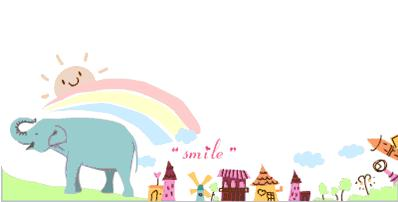 “ smile ”